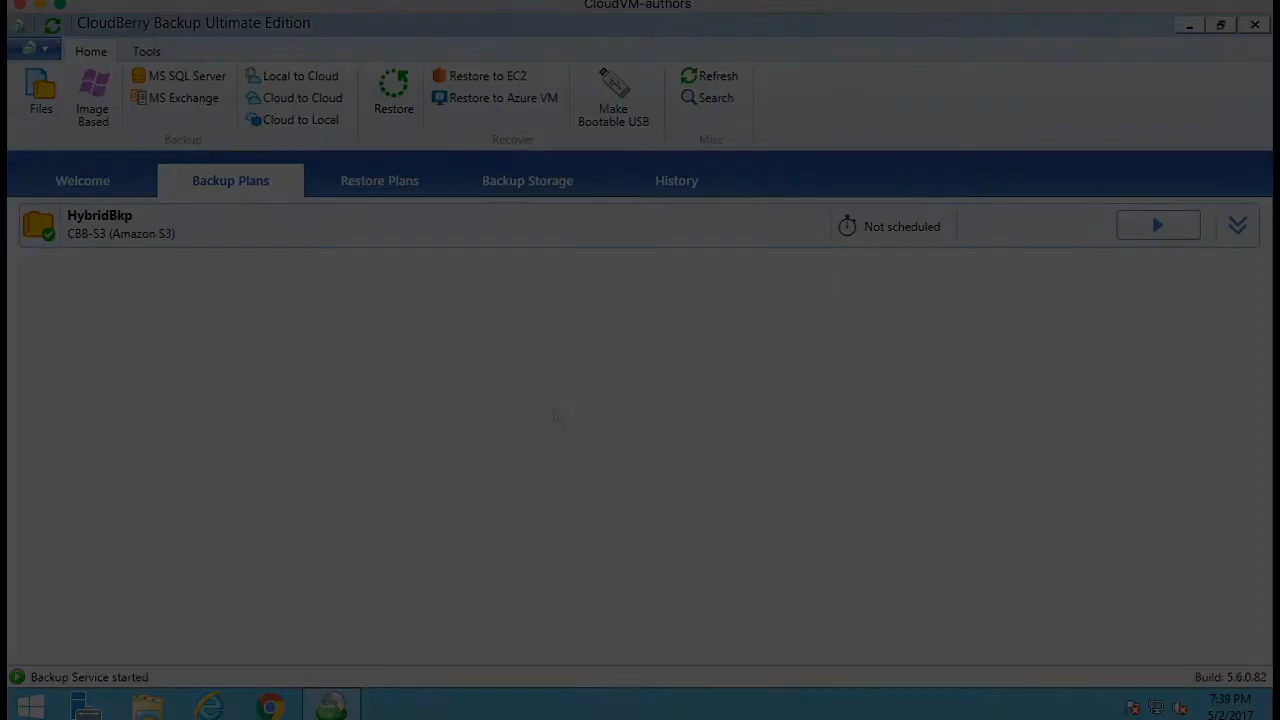 CloudVM-authors
CloudBerry Backup Ultimate Edition
Home Tools
Files
Image Based
MS SQL Server
MS Exchange
Local to Cloud
Cloud to Cloud
Cloud to Local
Backup
Restore
Restore to EC2
Restore to Azure VM
Recover
Make Bootable USB
Refresh
Search
Misc
Welcome Backup Plans Restore Plans Backup Storage History
HybridBkp
CBB-S3 (Amazon S3)
Not scheduled
Backup Service started
Build: 5.6.0.82
7:39 PM
5/2/2017